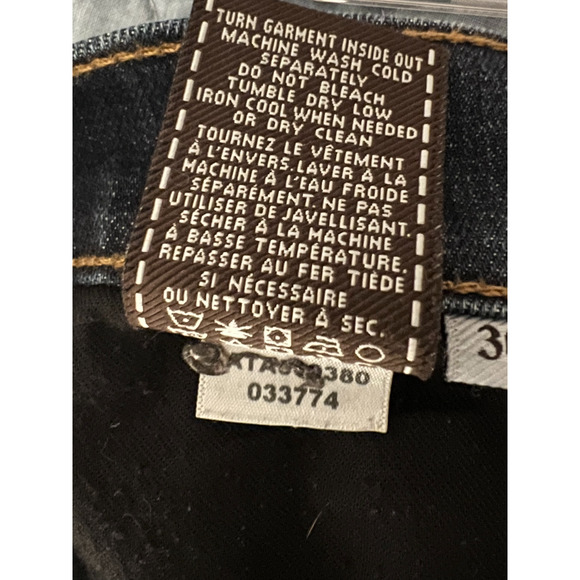 TURN GARMENT INSIDE OUT
MACHINE WASH COLD
SEPARATELY
DO NOT BLEACH
TUMBLE DRY LOW
IRON COOL WHEN NEEDED
OR DRY CLEAN
TOURNEZ LE VÊTEMENT
À L'ENVERS. LAVER À LA
MACHINE À L'EAU FROIDE
SÉPARÉMENT. NE PAS
UTILISER DE JAVELLISANT.
SÉCHER À LA MACHINE
À BASSE TEMPÉRATURE.
REPASSER AU FER TIÈDE
SI NÉCESSAIRE
OU NETTOYER À SEC.
033774